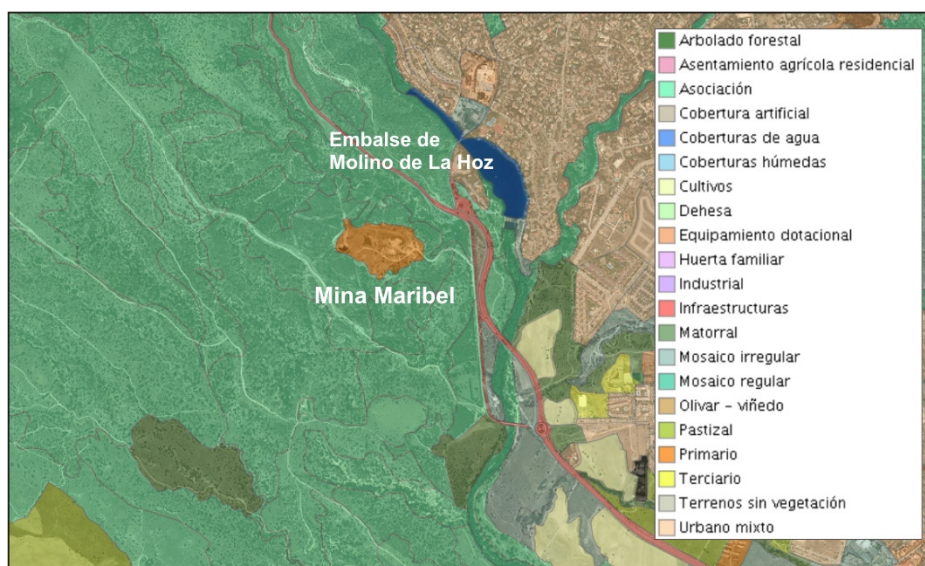 Embalse de
Molino de La Hoz
Mina Maribel
Arbolado forestal
Asentamiento agrícola residencial
Asociación
Cobertura artificial
Coberturas de agua
Coberturas húmedas
Cultivos
Dehesa
Equipamiento dotacional
Huerta familiar
Industrial
Infraestructuras
Matorral
Mosaico irregular
Mosaico regular
Olivar - viñedo
Pastizal
Primario
Terciario
Terrenos sin vegetación
Urbano mixto